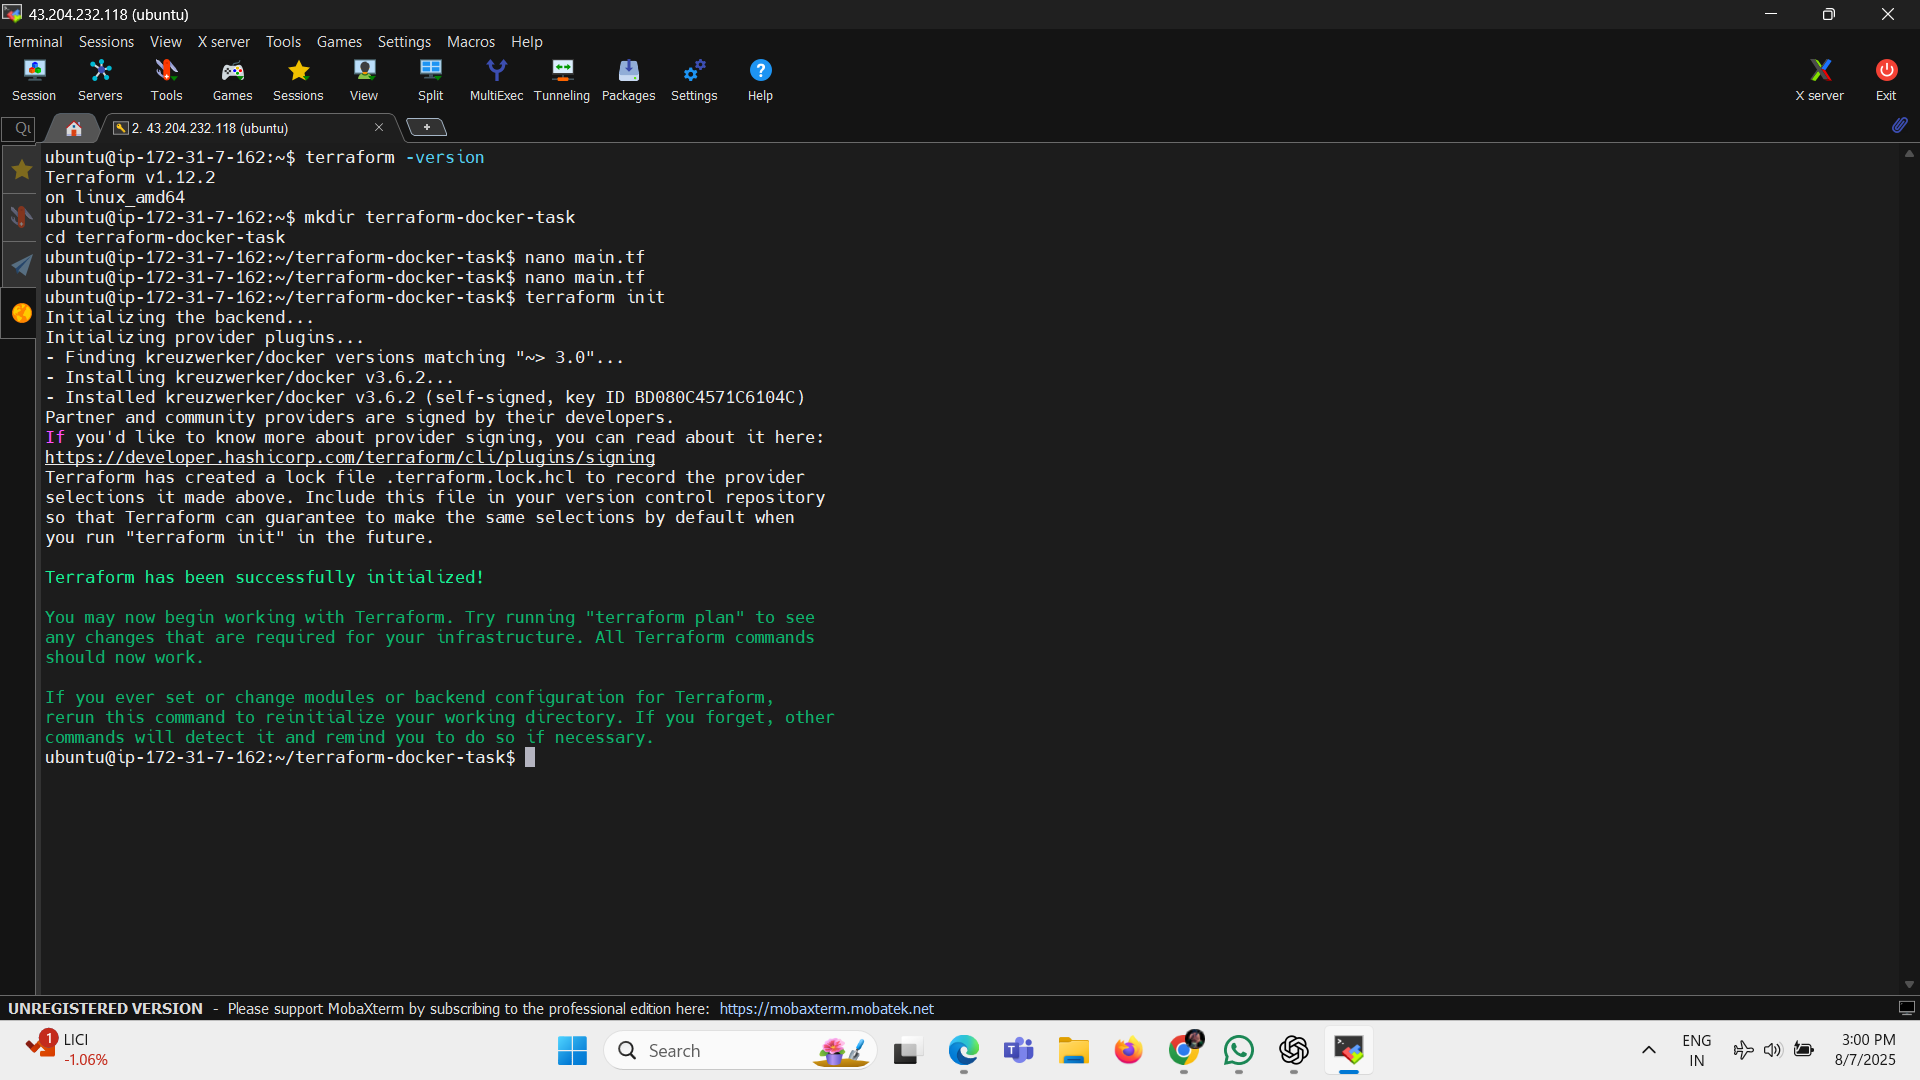 43.204.232.118 (ubuntu)
Terminal Sessions View X server Tools Games Settings Macros Help
Session Servers Tools Games Sessions View Split MultiExec Tunneling Packages Settings Help X server Exit
2. 43.204.232.118 (ubuntu)
ubuntu@ip-172-31-7-162:~$ terraform -version
Terraform v1.12.2
on linux_amd64
ubuntu@ip-172-31-7-162:~$ mkdir terraform-docker-task
cd terraform-docker-task
ubuntu@ip-172-31-7-162:~/terraform-docker-task$ nano main.tf
ubuntu@ip-172-31-7-162:~/terraform-docker-task$ nano main.tf
ubuntu@ip-172-31-7-162:~/terraform-docker-task$ terraform init
Initializing the backend...
Initializing provider plugins...
- Finding kreuzwerker/docker versions matching "~> 3.0"...
- Installing kreuzwerker/docker v3.6.2...
- Installed kreuzwerker/docker v3.6.2 (self-signed, key ID BD080C4571C6104C)
Partner and community providers are signed by their developers.
If you'd like to know more about provider signing, you can read about it here:
https://developer.hashicorp.com/terraform/cli/plugins/signing
Terraform has created a lock file .terraform.lock.hcl to record the provider
selections it made above. Include this file in your version control repository
so that Terraform can guarantee to make the same selections by default when
you run "terraform init" in the future.
Terraform has been successfully initialized!
You may now begin working with Terraform. Try running "terraform plan" to see
any changes that are required for your infrastructure. All Terraform commands
should now work.
If you ever set or change modules or backend configuration for Terraform,
rerun this command to reinitialize your working directory. If you forget, other
commands will detect it and remind you to do so if necessary.
ubuntu@ip-172-31-7-162:~/terraform-docker-task$
UNREGISTERED VERSION - Please support MobaXterm by subscribing to the professional edition here: https://mobaxterm.mobatek.net
1 LICI
-1.06%
Search
ENG
IN
3:00 PM
8/7/2025